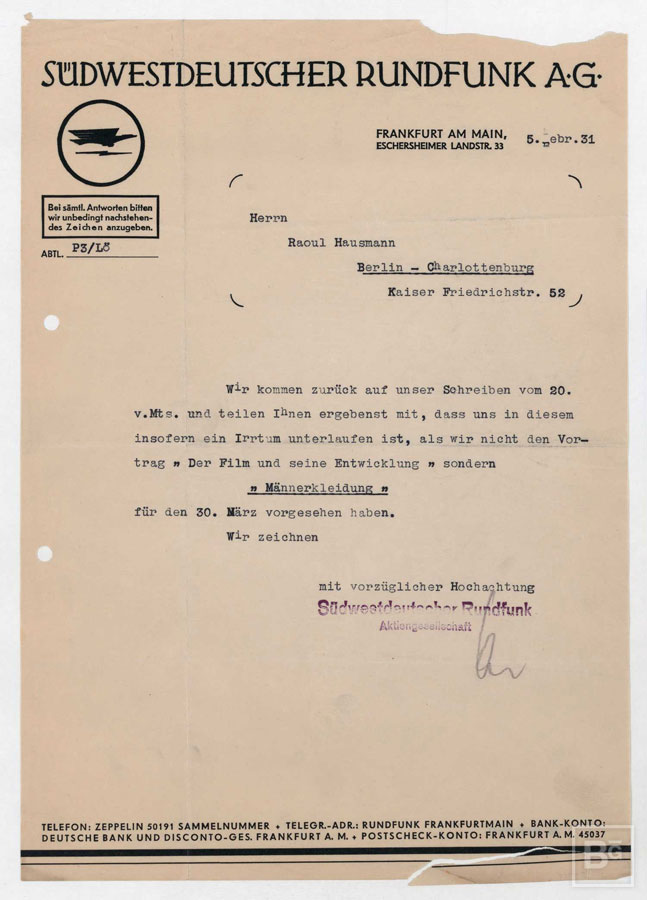 SÜDWESTDEUTSCHER RUNDFUNK A·G·
FRANKFURT AM MAIN,
ESCHERSHEIMER LANDSTR. 33
5. ebr.31
Bei sämtl. Antworten bitten
wir unbedingt nachstehen-
des Zeichen anzugeben.
ABTL. P3/Lö
Herrn
Raoul Hausmann
Berlin - Charlottenburg
Kaiser Friedrichstr. 52
Wir kommen zurück auf unser Schreiben vom 20.
v.Mts. und teilen Ihnen ergebenst mit, dass uns in diesem
insofern ein Irrtum unterlaufen ist, als wir nicht den Vor-
trag „ Der Film und seine Entwicklung „ sondern
„ Männerkleidung „
für den 30. März vorgesehen haben.
Wir zeichnen
mit vorzüglicher Hochachtung
Südwestdeutscher Rundfunk
Aktiengesellschaft
TELEFON: ZEPPELIN 50191 SAMMELNUMMER + TELEGR.-ADR.: RUNDFUNK FRANKFURTMAIN + BANK-KONTO:
DEUTSCHE BANK UND DISCONTO-GES. FRANKFURT A. M. + POSTSCHECK-KONTO: FRANKFURT A. M. 45037
BG